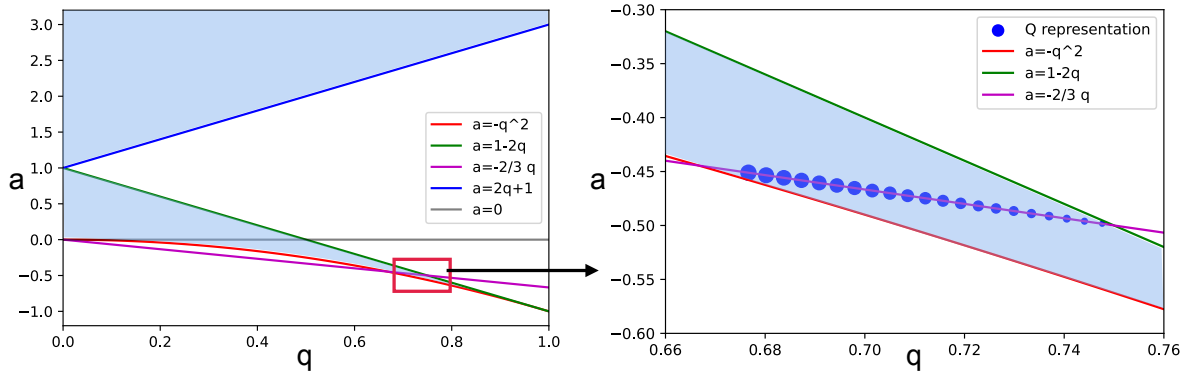 3.0
2.5
2.0
1.5
1.0
0.5
0.0
−0.5
−1.0
a
0.0 0.2 0.4 0.6 0.8 1.0
q
a=-q^2
a=1-2q
a=-2/3 q
a=2q+1
a=0
−0.30
−0.35
−0.40
−0.45
−0.50
−0.55
−0.60
a
0.66 0.68 0.70 0.72 0.74 0.76
q
Q representation
a=-q^2
a=1-2q
a=-2/3 q